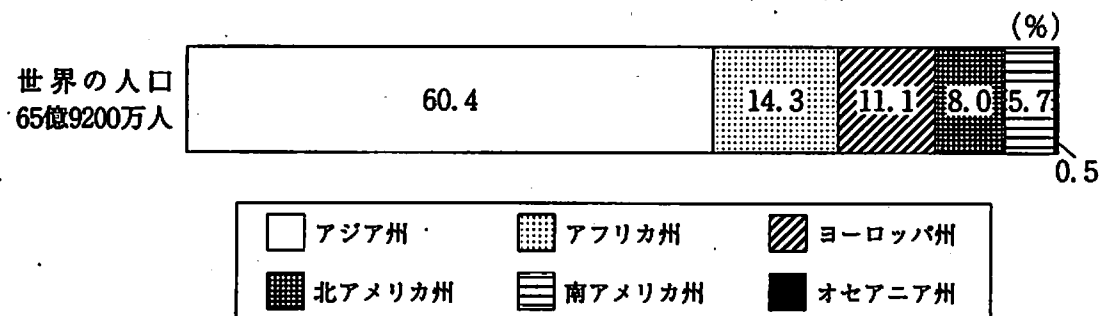 (%)
世界の人口
65億9200万人
60.4
14.3
11.1
8.0
5.7
0.5
アジア州
アフリカ州
ヨーロッパ州
北アメリカ州
南アメリカ州
オセアニア州